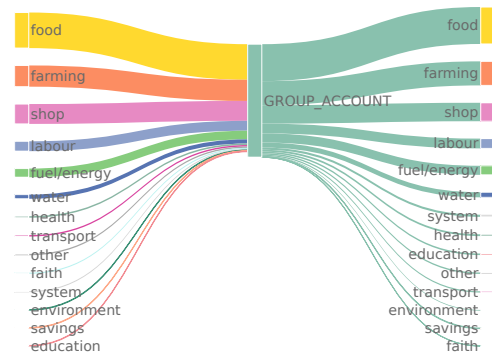 food
farming
shop
labour
fuel/energy
water
health
transport
other
faith
system
environment
savings
education
GROUP_ACCOUNT
food
farming
shop
labour
fuel/energy
water
system
health
education
other
transport
environment
savings
faith